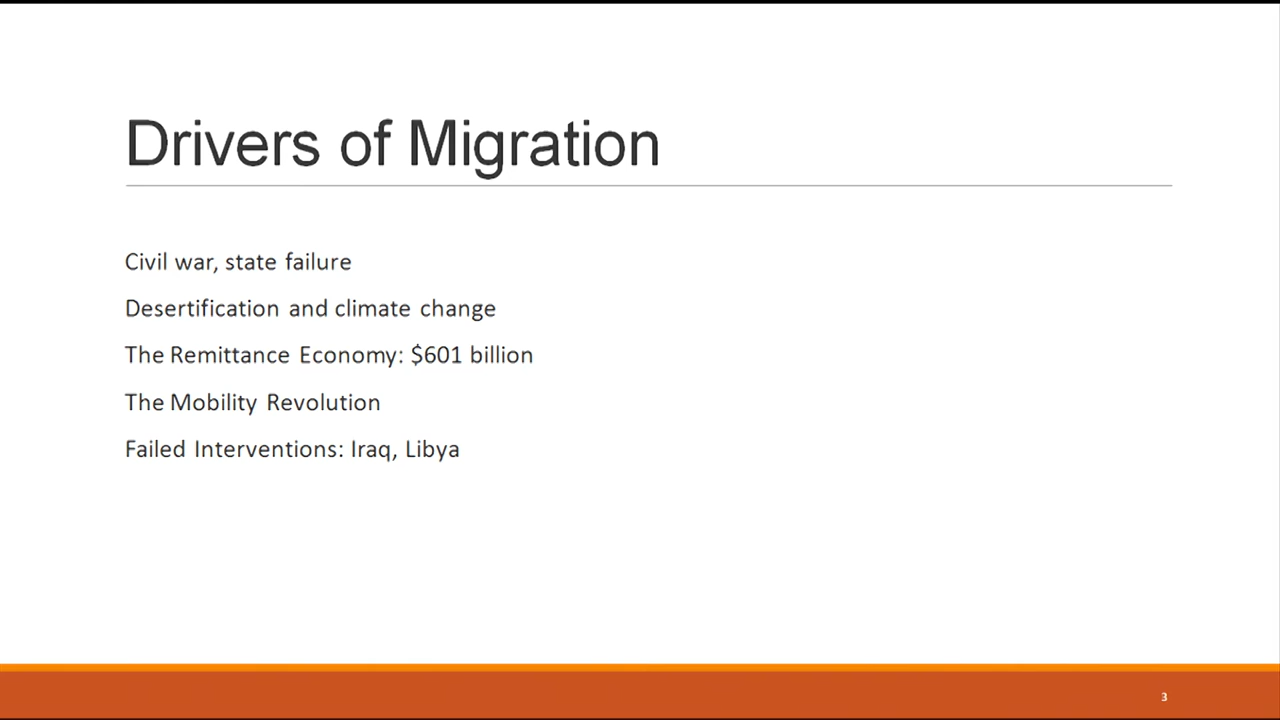 Drivers of Migration
Civil war, state failure
Desertification and climate change
The Remittance Economy: $601 billion
The Mobility Revolution
Failed Interventions: Iraq, Libya
3